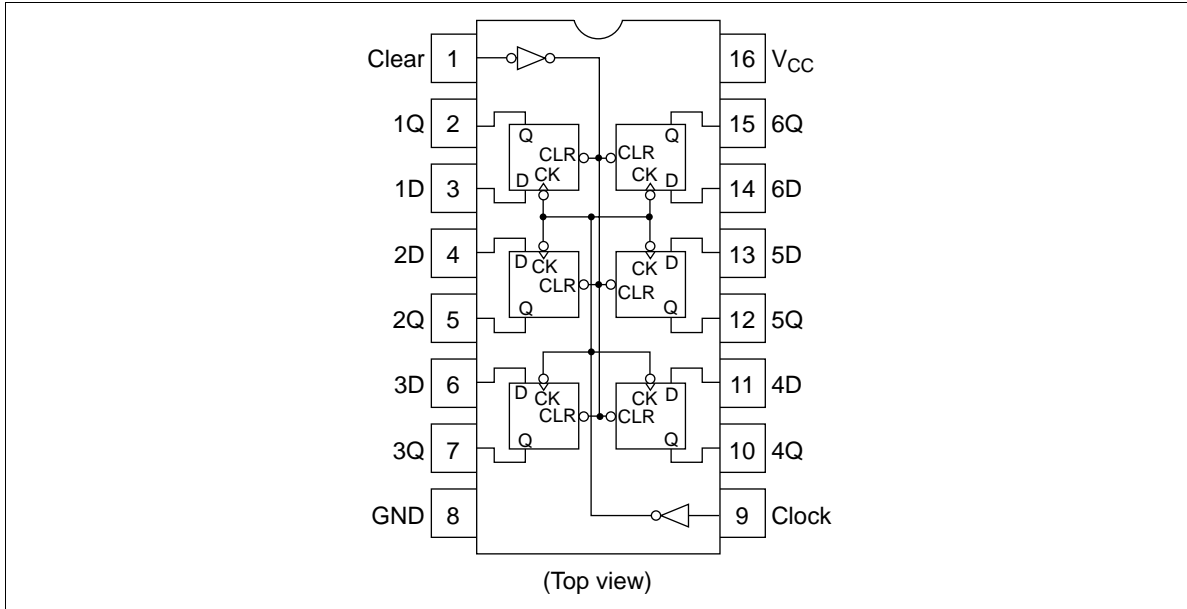 Clear 1 16 VCC
1Q 2 Q Q 15 6Q
CLR CLR
1D 3 D CK CK D 14 6D
2D 4 D CK CK D 13 5D
CLR CLR
2Q 5 Q Q 12 5Q
3D 6 D CK CK D 11 4D
CLR CLR
3Q 7 Q Q 10 4Q
GND 8 9 Clock
(Top view)